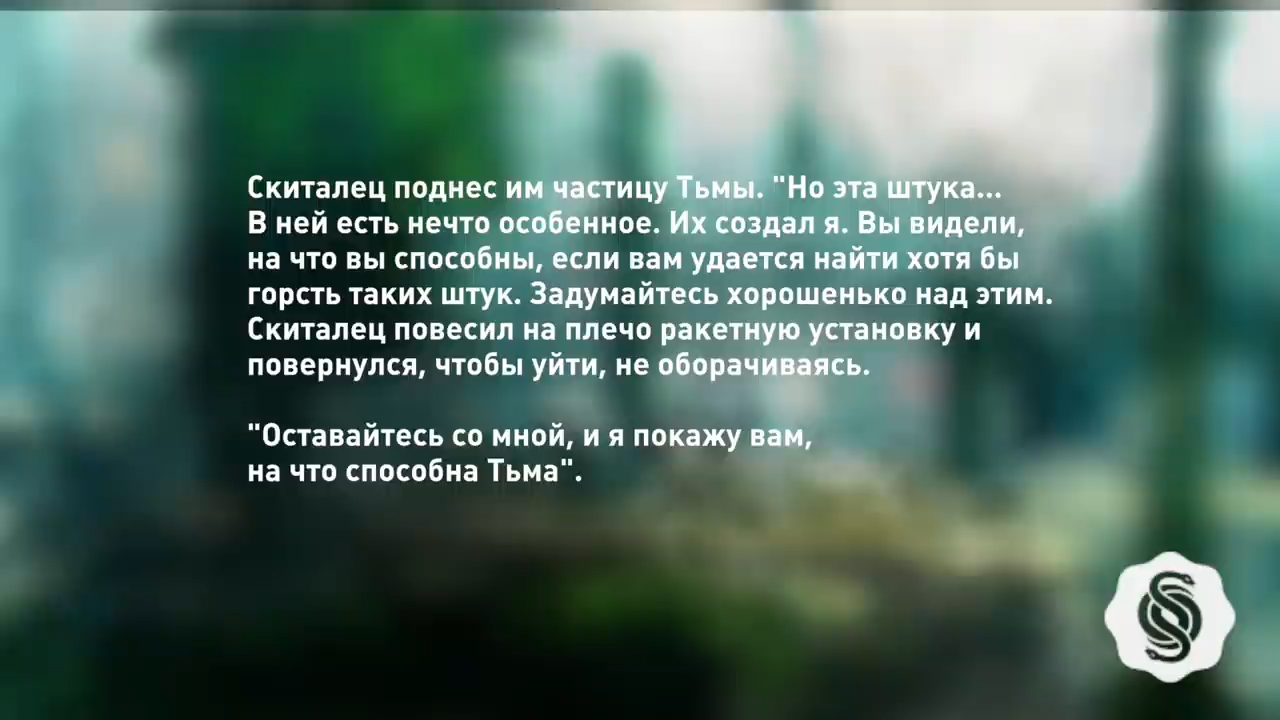 Скиталец поднес им частицу Тьмы. "Но эта штука...
В ней есть нечто особенное. Их создал я. Вы видели,
на что вы способны, если вам удается найти хотя бы
горсть таких штук. Задумайтесь хорошенько над этим.
Скиталец повесил на плечо ракетную установку и
повернулся, чтобы уйти, не оборачиваясь.
"Оставайтесь со мной, и я покажу вам,
на что способна Тьма".